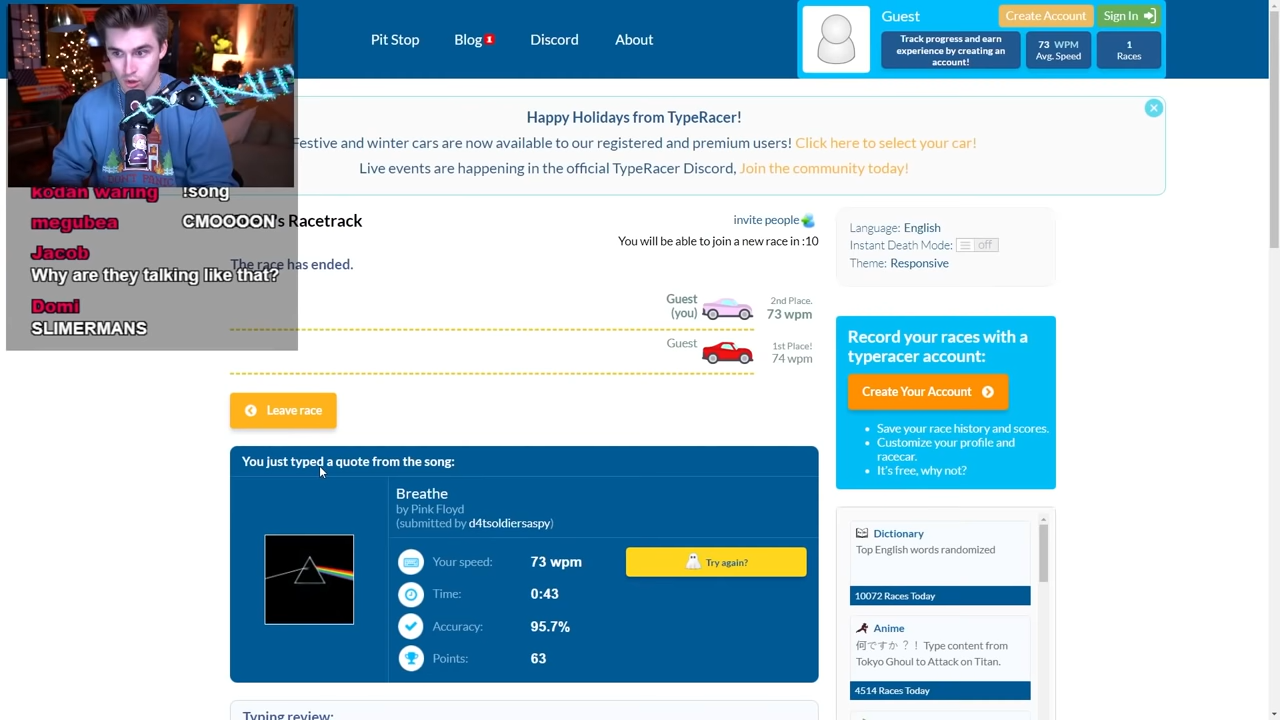 Pit Stop
Blog 1
Discord
About
Guest
Create Account
Sign In
Track progress and earn
experience by creating an
account!
73 WPM
Avg. Speed
1
Races
Happy Holidays from TypeRacer!
Festive and winter cars are now available to our registered and premium users! Click here to select your car!
Live events are happening in the official TypeRacer Discord, Join the community today!
kodan waring !song
megubea CMOOOON
Jacob
Why are they talking like that?
Domi
SLIMERMANS
s Racetrack
invite people
You will be able to join a new race in :10
The race has ended.
Guest
(you)
2nd Place.
73 wpm
Guest
1st Place!
74 wpm
Leave race
You just typed a quote from the song:
Breathe
by Pink Floyd
(submitted by d4tsoldiersaspy)
Your speed: 73 wpm
Try again?
Time: 0:43
Accuracy: 95.7%
Points: 63
Typing review:
Language: English
Instant Death Mode: off
Theme: Responsive
Record your races with a
typeracer account:
Create Your Account
Save your race history and scores.
Customize your profile and
racecar.
It's free, why not?
Dictionary
Top English words randomized
10072 Races Today
Anime
何ですか ? ! Type content from
Tokyo Ghoul to Attack on Titan.
4514 Races Today